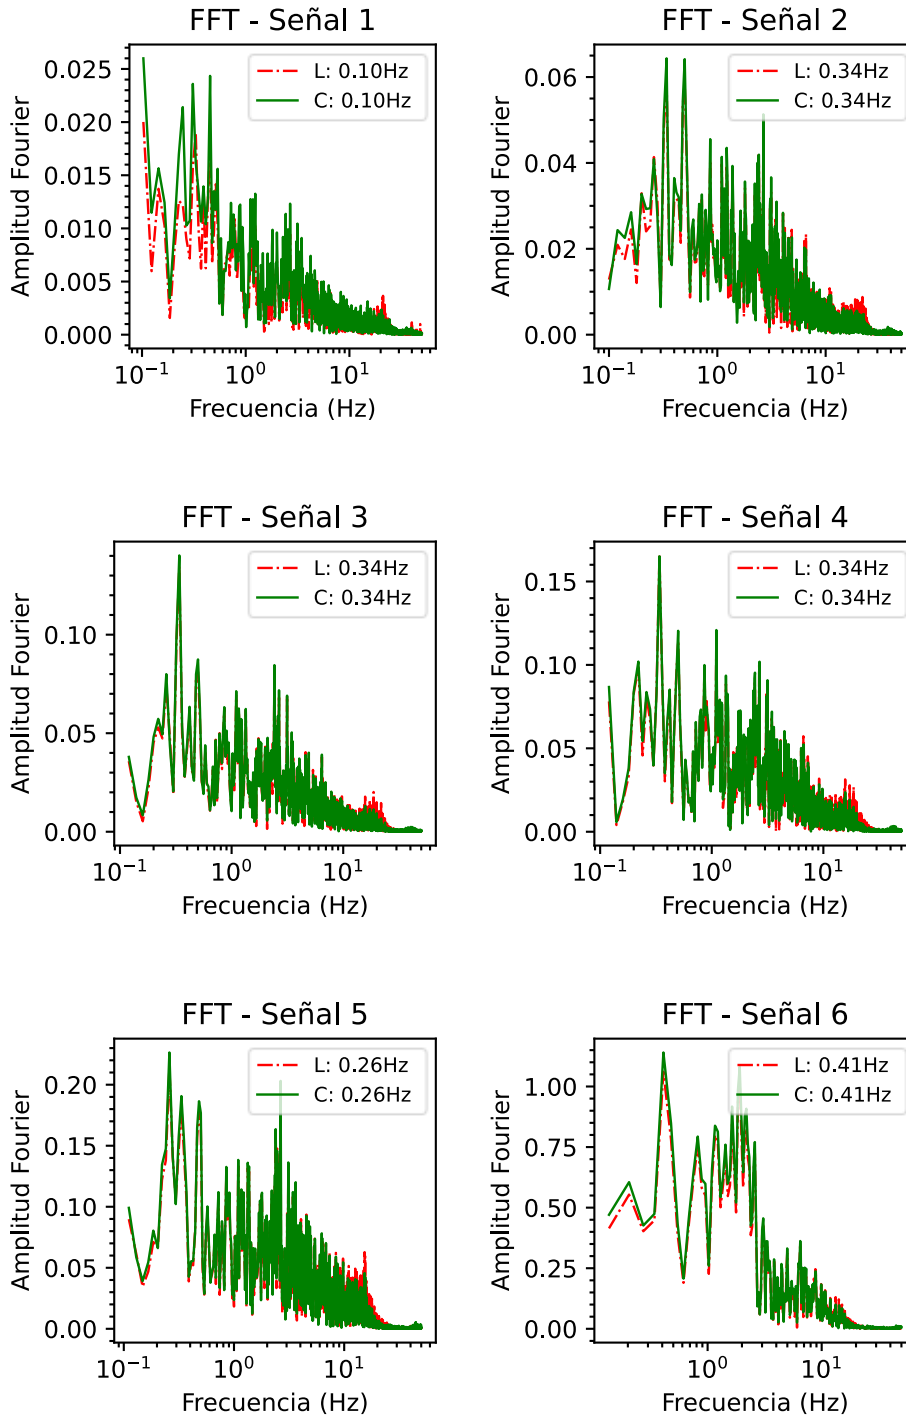 FFT - Señal 1
Amplitud Fourier
0.025
0.020
0.015
0.010
0.005
0.000
L: 0.10Hz
C: 0.10Hz
10⁻¹ 10⁰ 10¹
Frecuencia (Hz)
FFT - Señal 2
Amplitud Fourier
0.06
0.04
0.02
0.00
L: 0.34Hz
C: 0.34Hz
10⁻¹ 10⁰ 10¹
Frecuencia (Hz)
FFT - Señal 3
Amplitud Fourier
0.10
0.05
0.00
L: 0.34Hz
C: 0.34Hz
10⁻¹ 10⁰ 10¹
Frecuencia (Hz)
FFT - Señal 4
Amplitud Fourier
0.15
0.10
0.05
0.00
L: 0.34Hz
C: 0.34Hz
10⁻¹ 10⁰ 10¹
Frecuencia (Hz)
FFT - Señal 5
Amplitud Fourier
0.20
0.15
0.10
0.05
0.00
L: 0.26Hz
C: 0.26Hz
10⁻¹ 10⁰ 10¹
Frecuencia (Hz)
FFT - Señal 6
Amplitud Fourier
1.00
0.75
0.50
0.25
0.00
L: 0.41Hz
C: 0.41Hz
10⁰ 10¹
Frecuencia (Hz)